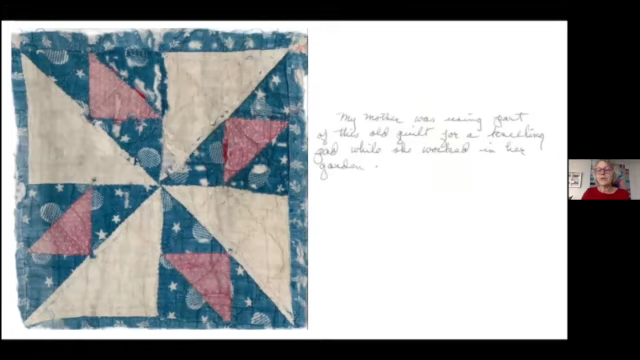 My mother was using part
of this old quilt for a kneeling
pad while she worked in her
garden.